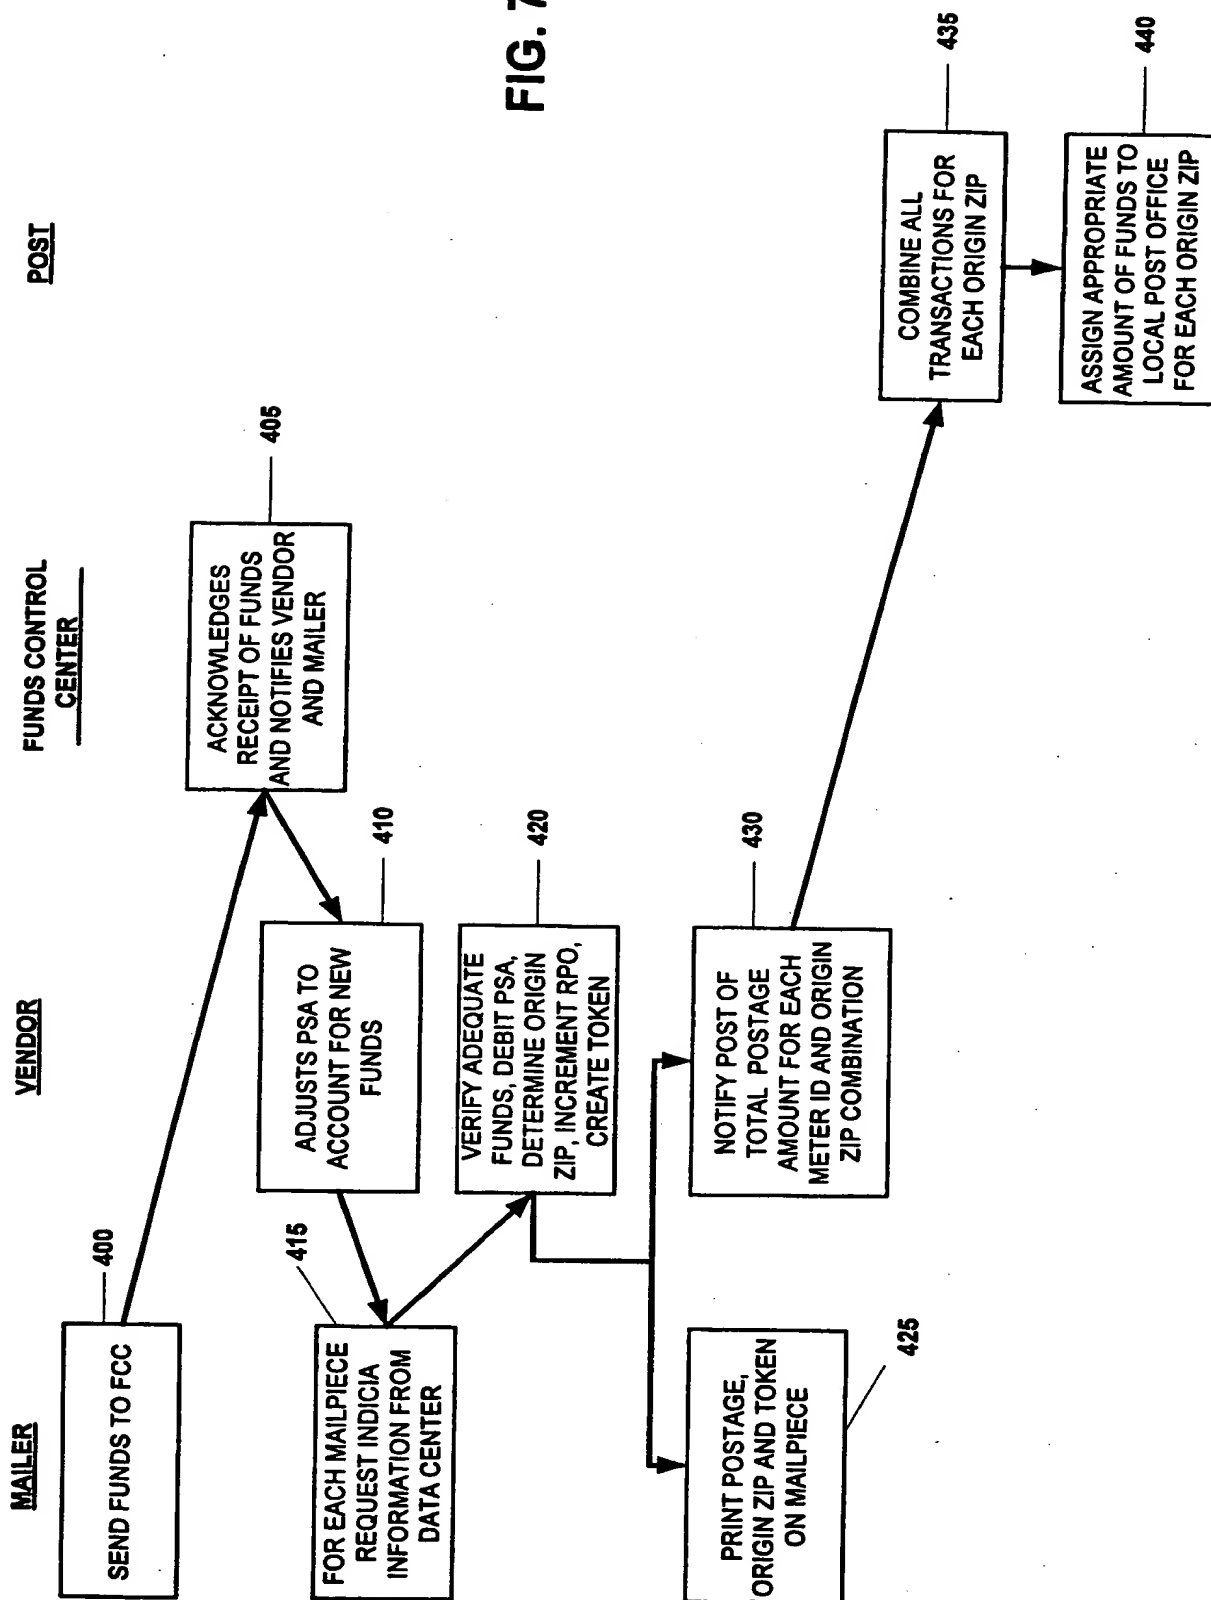 FIG. 7
MAILER
VENDOR
FUNDS CONTROL
CENTER
POST
400
SEND FUNDS TO FCC
405
ACKNOWLEDGES
RECEIPT OF FUNDS
AND NOTIFIES VENDOR
AND MAILER
410
ADJUSTS PSA TO
ACCOUNT FOR NEW
FUNDS
415
FOR EACH MAILPIECE
REQUEST INDICIA
INFORMATION FROM
DATA CENTER
420
VERIFY ADEQUATE
FUNDS, DEBIT PSA,
DETERMINE ORIGIN
ZIP, INCREMENT RPO,
CREATE TOKEN
425
PRINT POSTAGE,
ORIGIN ZIP AND TOKEN
ON MAILPIECE
430
NOTIFY POST OF
TOTAL POSTAGE
AMOUNT FOR EACH
METER ID AND ORIGIN
ZIP COMBINATION
435
COMBINE ALL
TRANSACTIONS FOR
EACH ORIGIN ZIP
440
ASSIGN APPROPRIATE
AMOUNT OF FUNDS TO
LOCAL POST OFFICE
FOR EACH ORIGIN ZIP